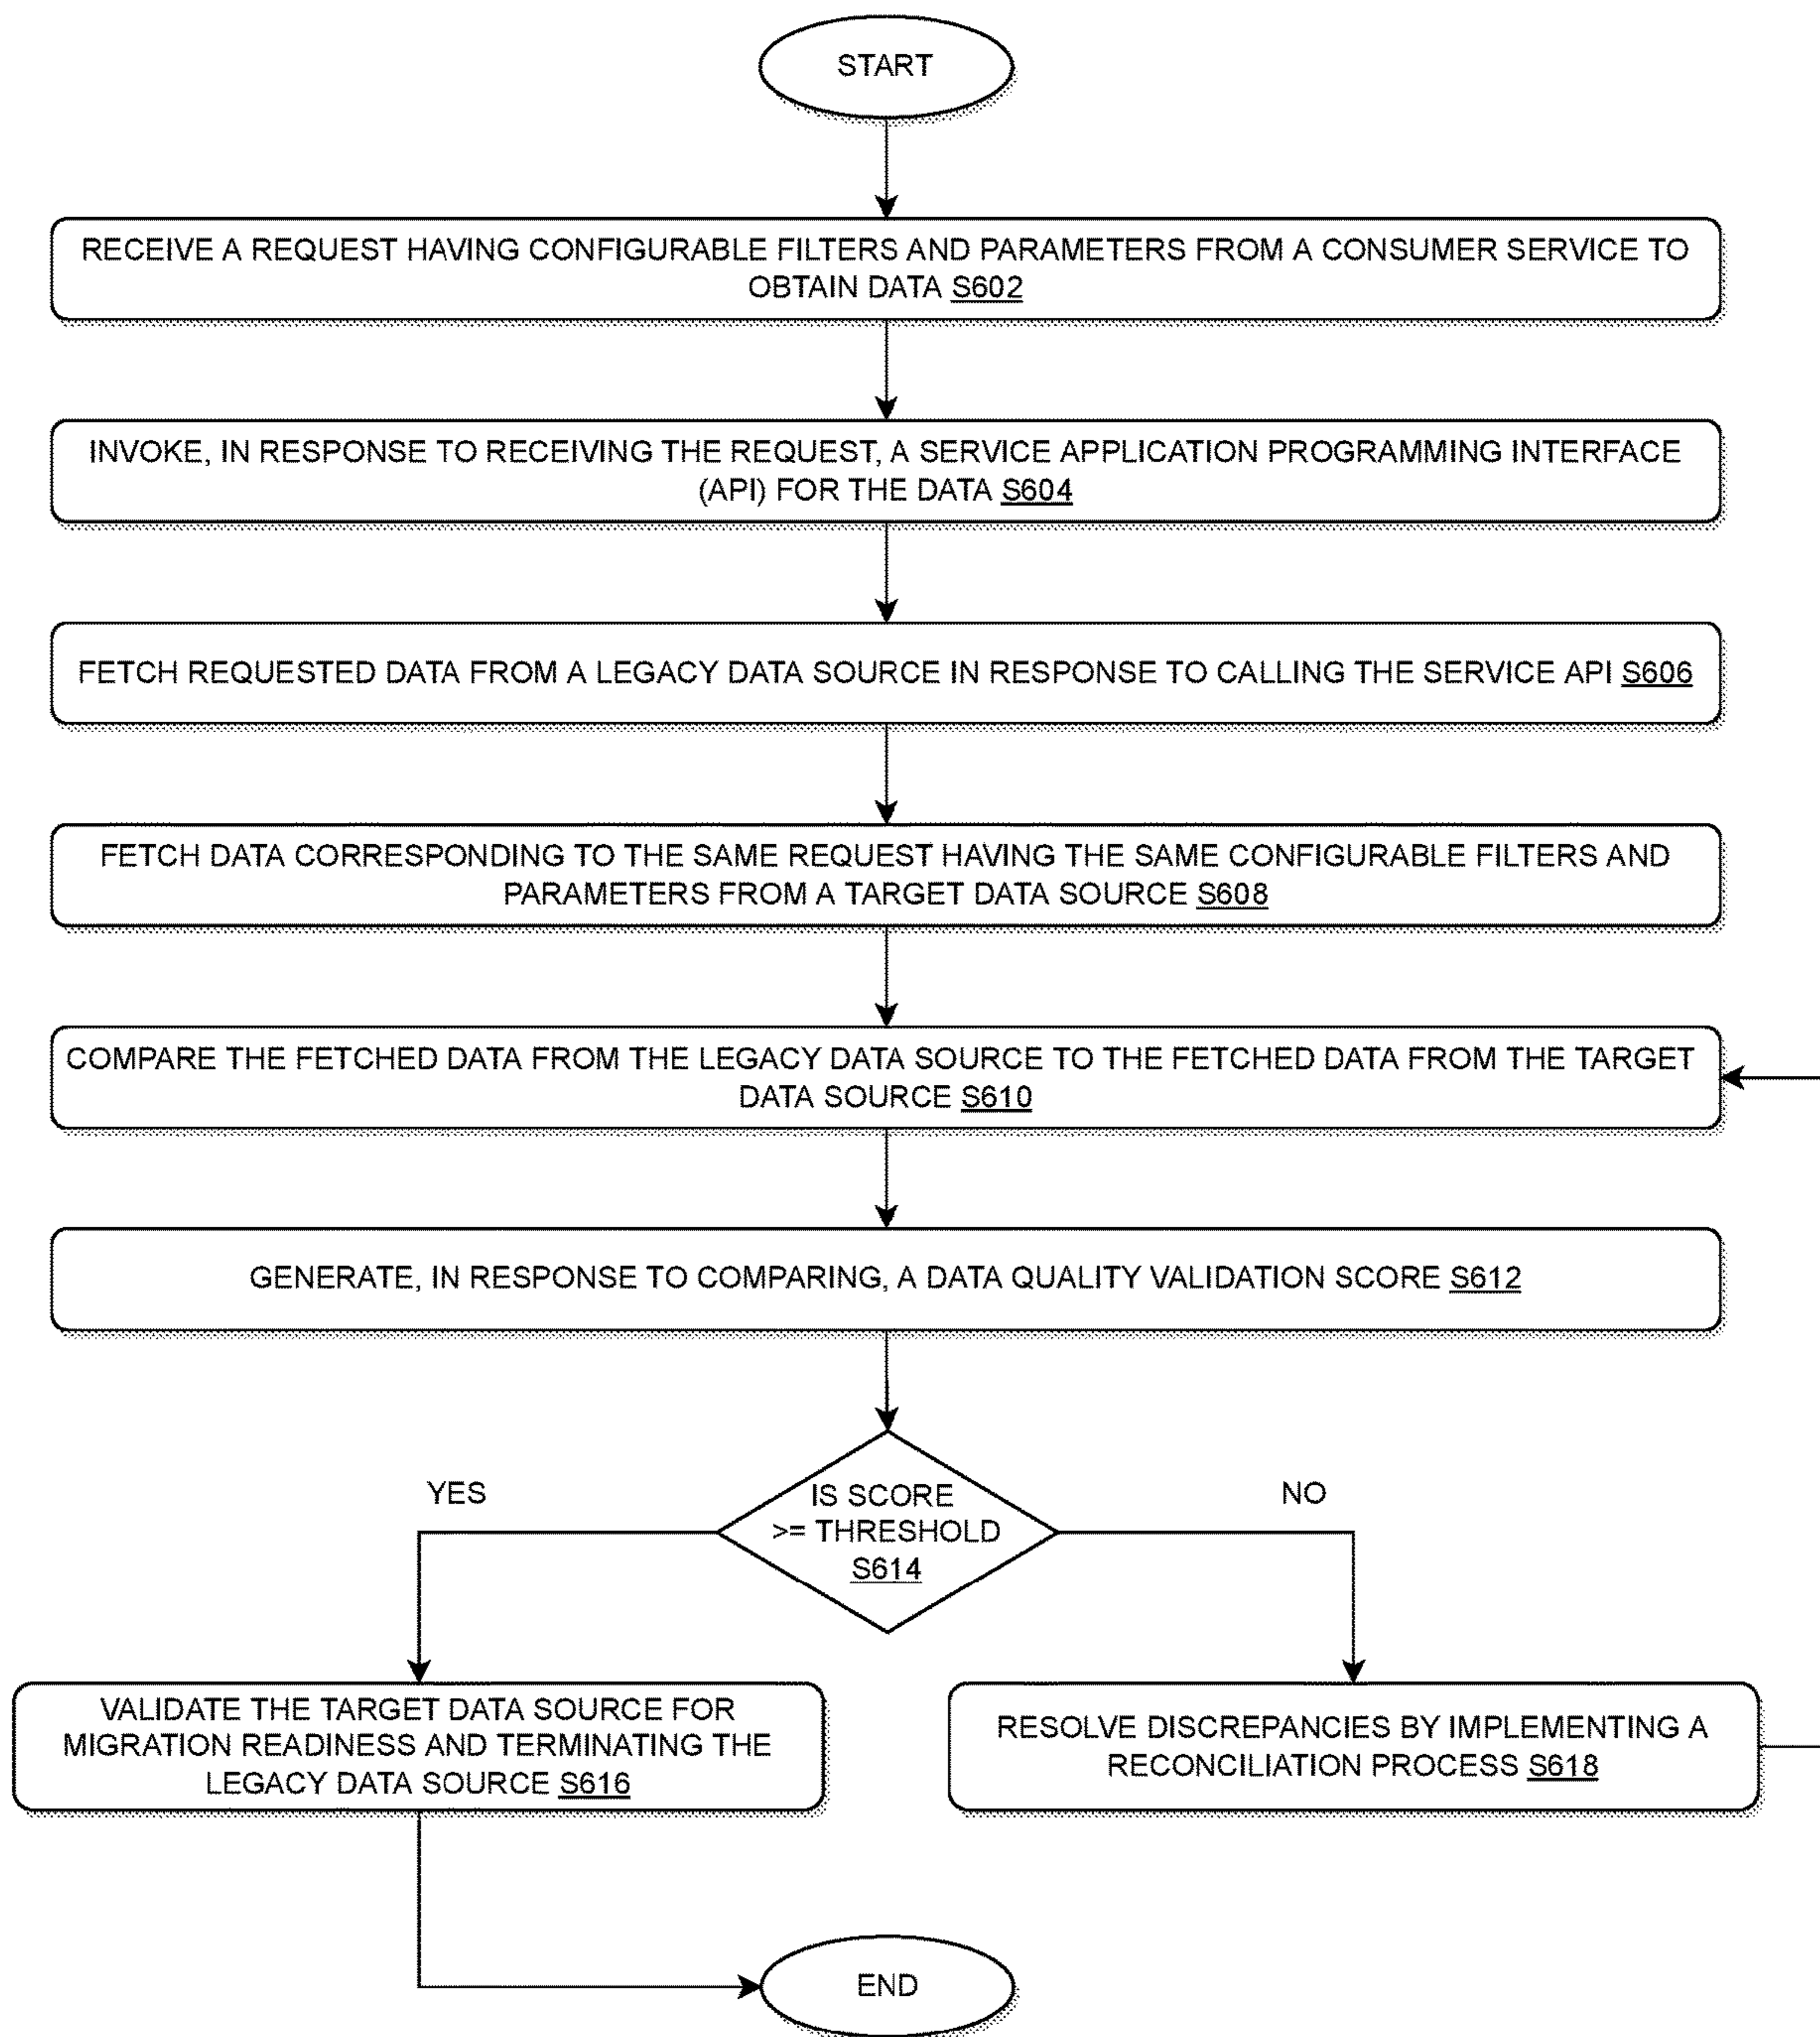 START
RECEIVE A REQUEST HAVING CONFIGURABLE FILTERS AND PARAMETERS FROM A CONSUMER SERVICE TO
OBTAIN DATA S602
INVOKE, IN RESPONSE TO RECEIVING THE REQUEST, A SERVICE APPLICATION PROGRAMMING INTERFACE
(API) FOR THE DATA S604
FETCH REQUESTED DATA FROM A LEGACY DATA SOURCE IN RESPONSE TO CALLING THE SERVICE API S606
FETCH DATA CORRESPONDING TO THE SAME REQUEST HAVING THE SAME CONFIGURABLE FILTERS AND
PARAMETERS FROM A TARGET DATA SOURCE S608
COMPARE THE FETCHED DATA FROM THE LEGACY DATA SOURCE TO THE FETCHED DATA FROM THE TARGET
DATA SOURCE S610
GENERATE, IN RESPONSE TO COMPARING, A DATA QUALITY VALIDATION SCORE S612
YES
IS SCORE
>= THRESHOLD
S614
NO
VALIDATE THE TARGET DATA SOURCE FOR
MIGRATION READINESS AND TERMINATING THE
LEGACY DATA SOURCE S616
RESOLVE DISCREPANCIES BY IMPLEMENTING A
RECONCILIATION PROCESS S618
END